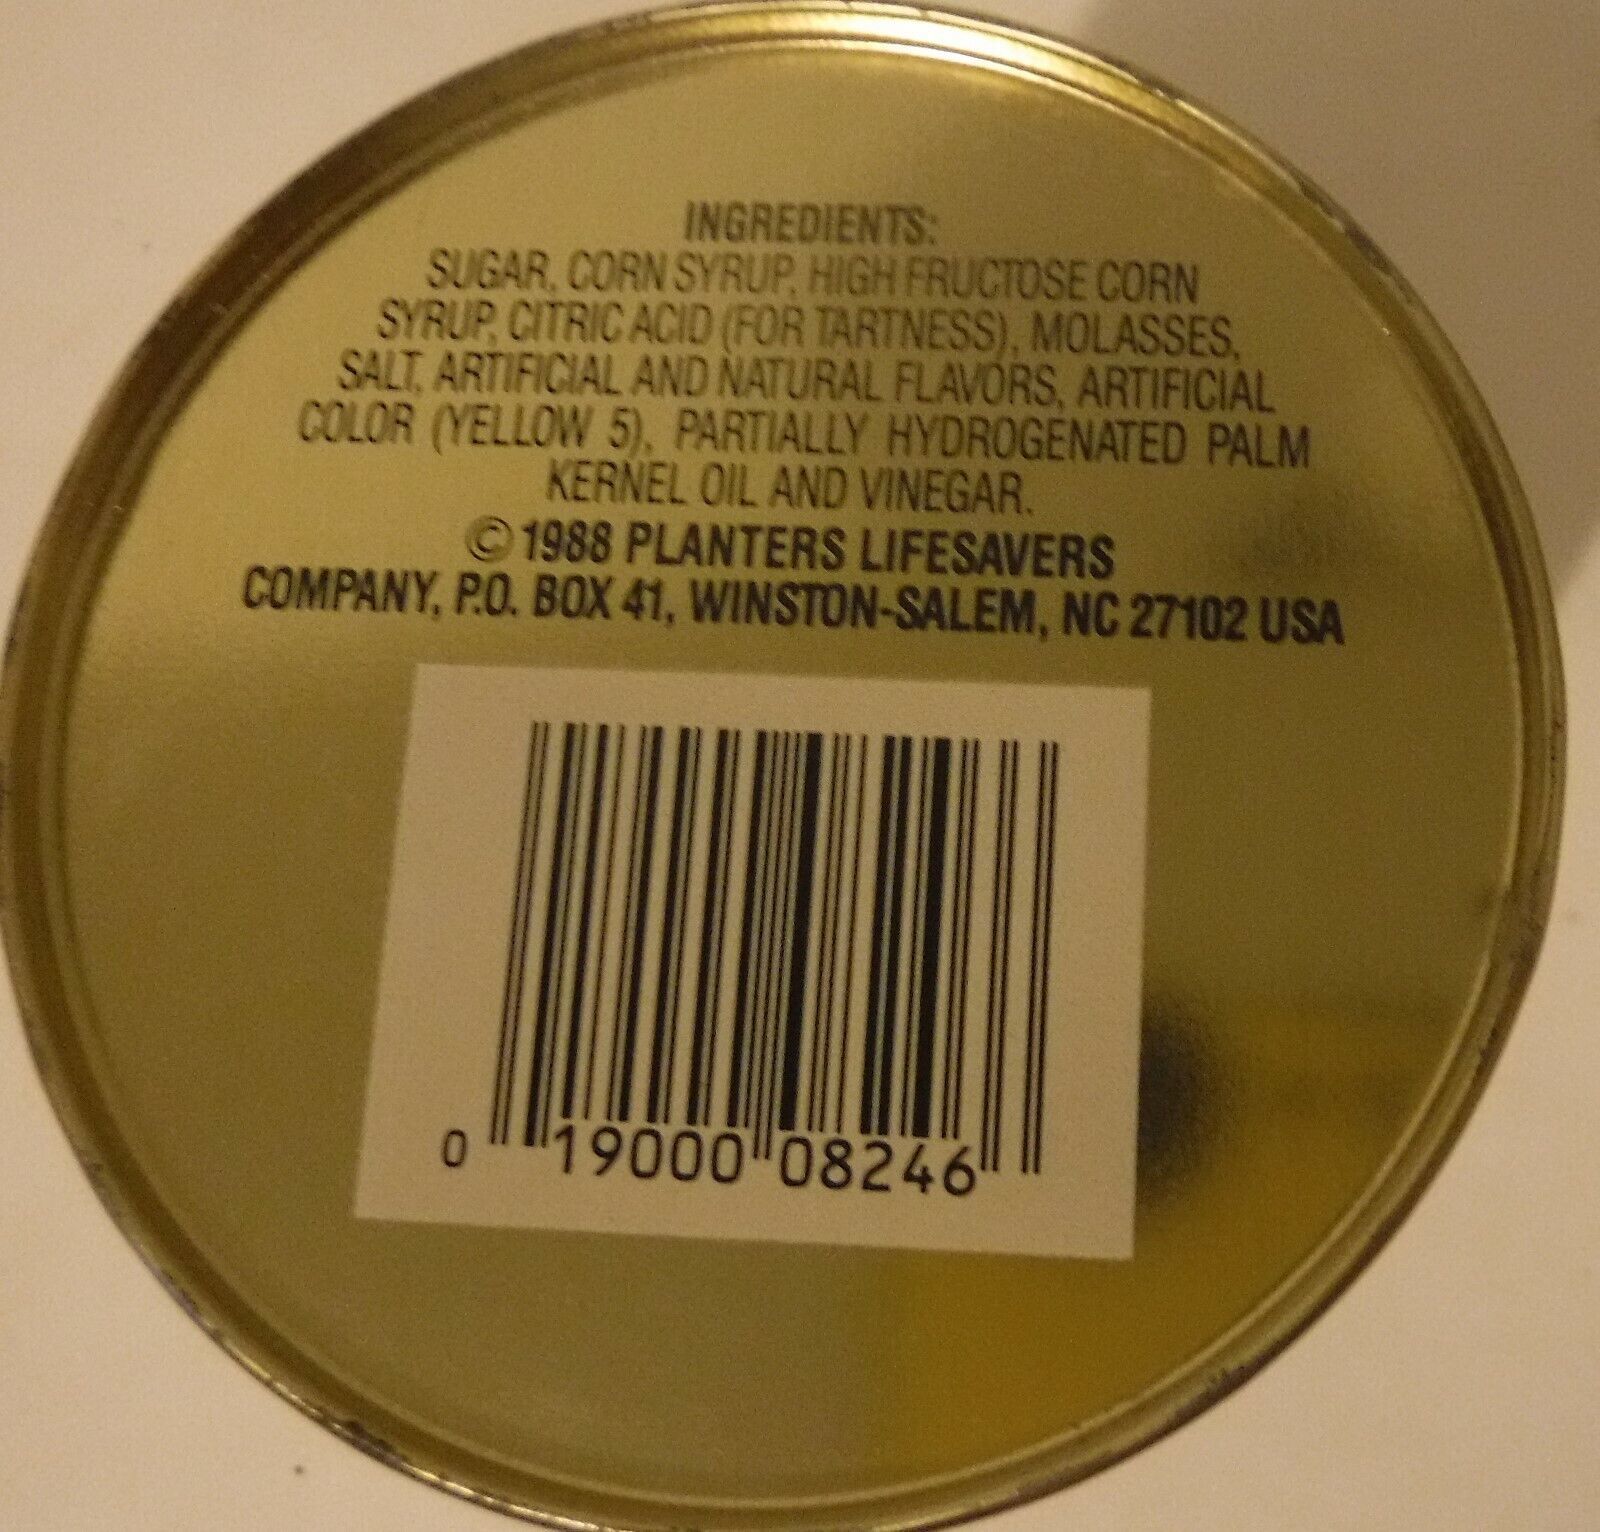 INGREDIENTS:
SUGAR, CORN SYRUP, HIGH FRUCTOSE CORN
SYRUP, CITRIC ACID (FOR TARTNESS), MOLASSES,
SALT, ARTIFICIAL AND NATURAL FLAVORS, ARTIFICIAL
COLOR (YELLOW 5), PARTIALLY HYDROGENATED PALM
KERNEL OIL AND VINEGAR.
© 1988 PLANTERS LIFESAVERS
COMPANY, P.O. BOX 41, WINSTON-SALEM, NC 27102 USA
0 19000 08246